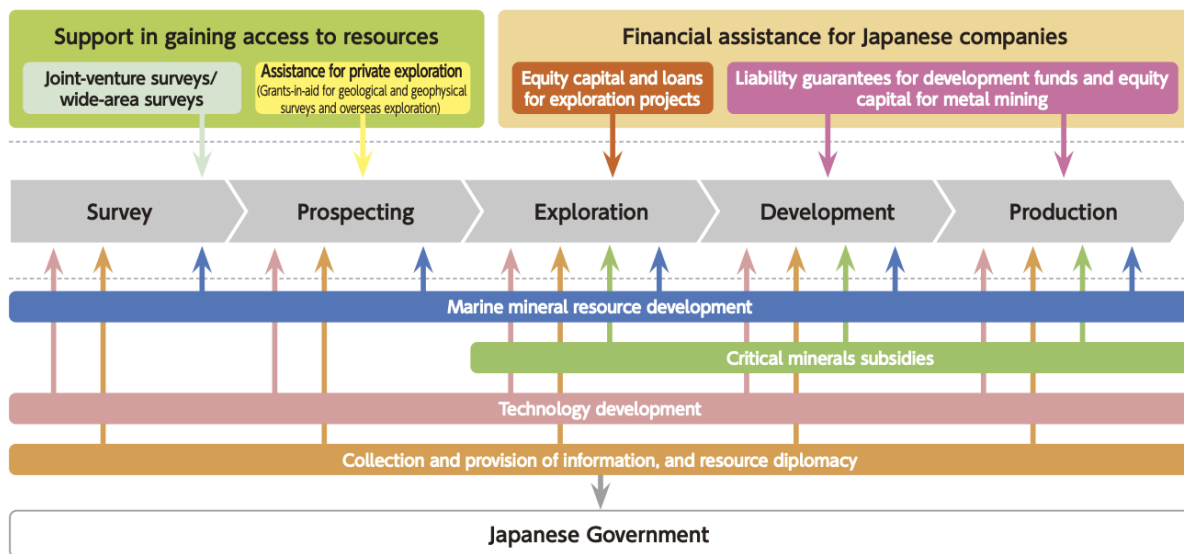 Support in gaining access to resources
Joint-venture surveys/
wide-area surveys
Assistance for private exploration
(Grants-in-aid for geological and geophysical
surveys and overseas exploration)
Financial assistance for Japanese companies
Equity capital and loans
for exploration projects
Liability guarantees for development funds and equity
capital for metal mining
Survey
Prospecting
Exploration
Development
Production
Marine mineral resource development
Critical minerals subsidies
Technology development
Collection and provision of information, and resource diplomacy
Japanese Government